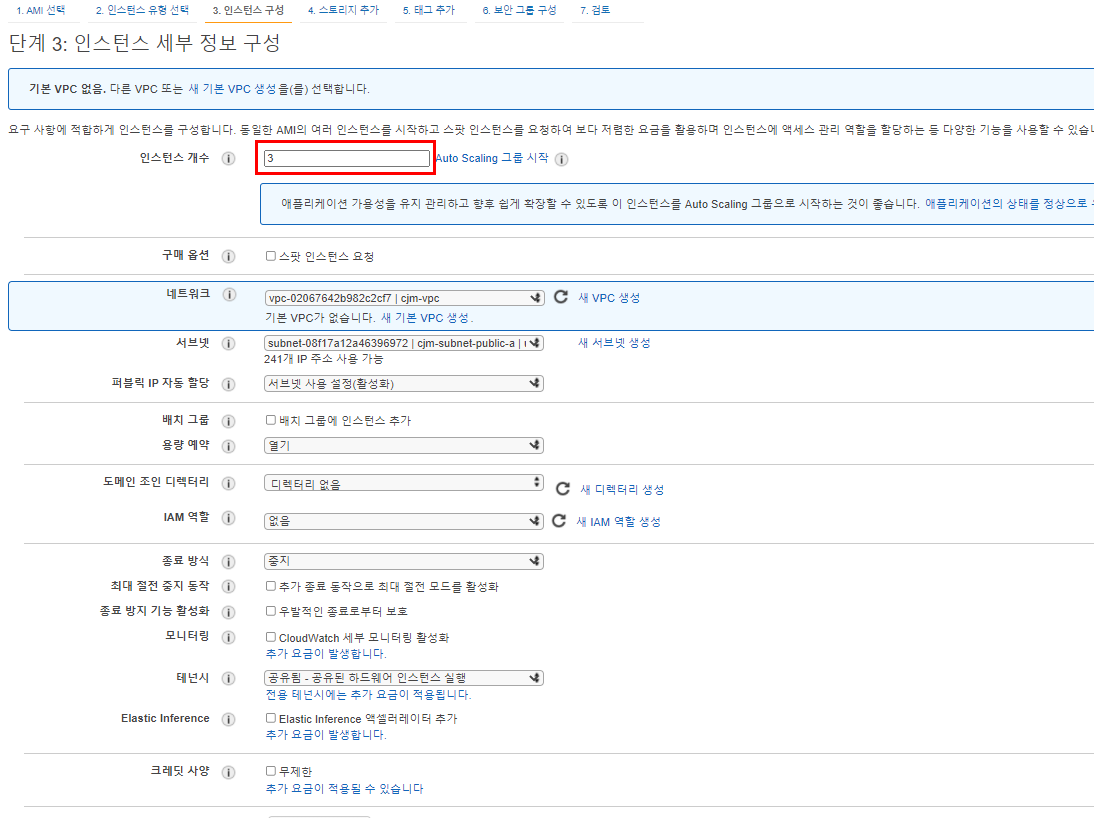 1. AMI 선택 2. 인스턴스 유형 선택 3. 인스턴스 구성 4. 스토리지 추가 5. 태그 추가 6. 보안 그룹 구성 7. 검토
단계 3: 인스턴스 세부 정보 구성
기본 VPC 없음. 다른 VPC 또는 새 기본 VPC 생성을(를) 선택합니다.
요구 사항에 적합하게 인스턴스를 구성합니다. 동일한 AMI의 여러 인스턴스를 시작하고 스팟 인스턴스를 요청하여 보다 저렴한 요금을 활용하며 인스턴스에 액세스 관리 역할을 할당하는 등 다양한 기능을 사용할 수 있습
인스턴스 개수 3 Auto Scaling 그룹 시작
애플리케이션 가용성을 유지 관리하고 향후 쉽게 확장할 수 있도록 이 인스턴스를 Auto Scaling 그룹으로 시작하는 것이 좋습니다. 애플리케이션의 상태를 정상으로
구매 옵션 스팟 인스턴스 요청
네트워크 vpc-02067642b982c2cf7 | cjm-vpc 새 VPC 생성
기본 VPC가 없습니다. 새 기본 VPC 생성.
서브넷 subnet-08f17a12a46396972 | cjm-subnet-public-a | 새 서브넷 생성
241개 IP 주소 사용 가능
퍼블릭 IP 자동 할당 서브넷 사용 설정(활성화)
배치 그룹 배치 그룹에 인스턴스 추가
용량 예약 열기
도메인 조인 디렉터리 디렉터리 없음 새 디렉터리 생성
IAM 역할 없음 새 IAM 역할 생성
종료 방식 중지
최대 절전 중지 동작 추가 종료 동작으로 최대 절전 모드를 활성화
종료 방지 기능 활성화 우발적인 종료로부터 보호
모니터링 CloudWatch 세부 모니터링 활성화
추가 요금이 발생합니다.
테넌시 공유됨 - 공유된 하드웨어 인스턴스 실행
전용 테넌시에는 추가 요금이 적용됩니다.
Elastic Inference Elastic Inference 액셀러레이터 추가
추가 요금이 발생합니다.
크레딧 사양 무제한
추가 요금이 적용될 수 있습니다